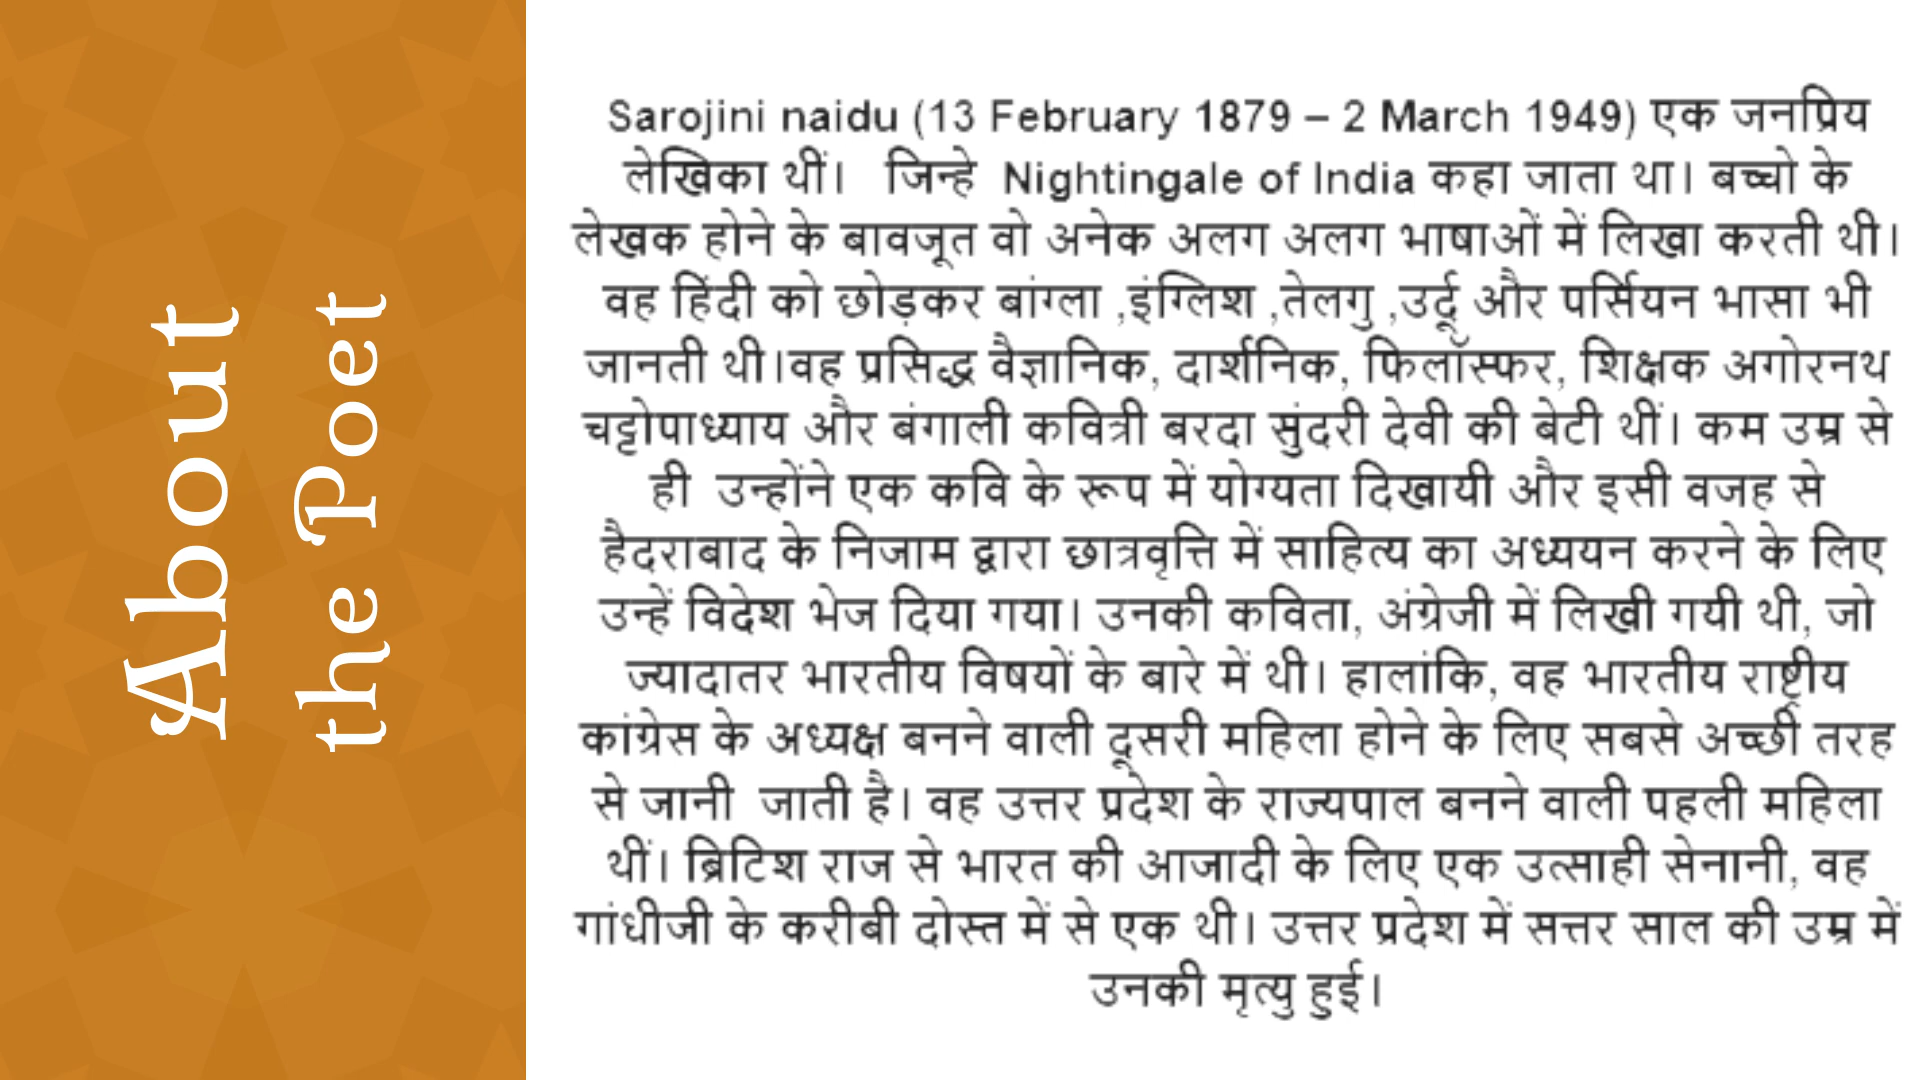 About
the Poet
Sarojini naidu (13 February 1879 – 2 March 1949) एक जनप्रिय
लेखिका थीं। जिन्हे Nightingale of India कहा जाता था। बच्चो के
लेखक होने के बावजूत वो अनेक अलग अलग भाषाओं में लिखा करती थी।
वह हिंदी को छोड़कर बांग्ला ,इंग्लिश ,तेलगु ,उर्दू और पर्सियन भासा भी
जानती थी।वह प्रसिद्ध वैज्ञानिक, दार्शनिक, फिलॉस्फर, शिक्षक अगोरनथ
चट्टोपाध्याय और बंगाली कवित्री बरदा सुंदरी देवी की बेटी थीं। कम उम्र से
ही उन्होंने एक कवि के रूप में योग्यता दिखायी और इसी वजह से
हैदराबाद के निजाम द्वारा छात्रवृत्ति में साहित्य का अध्ययन करने के लिए
उन्हें विदेश भेज दिया गया। उनकी कविता, अंग्रेजी में लिखी गयी थी, जो
ज्यादातर भारतीय विषयों के बारे में थी। हालांकि, वह भारतीय राष्ट्रीय
कांग्रेस के अध्यक्ष बनने वाली दूसरी महिला होने के लिए सबसे अच्छी तरह
से जानी जाती है। वह उत्तर प्रदेश के राज्यपाल बनने वाली पहली महिला
थीं। ब्रिटिश राज से भारत की आजादी के लिए एक उत्साही सेनानी, वह
गांधीजी के करीबी दोस्त में से एक थी। उत्तर प्रदेश में सत्तर साल की उम्र में
उनकी मृत्यु हुई।